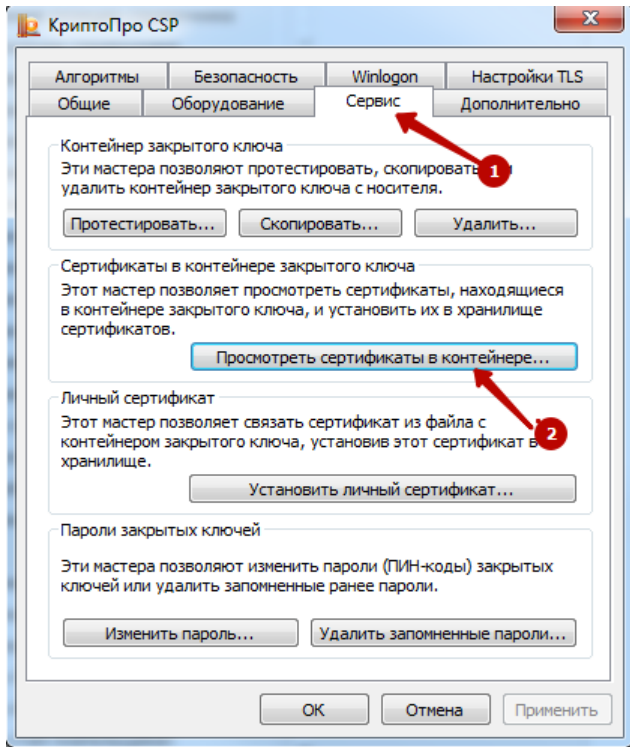 КриптоПро CSP
Алгоритмы Безопасность Winlogon Настройки TLS
Общие Оборудование Сервис Дополнительно
1
Контейнер закрытого ключа
Эти мастера позволяют протестировать, скопировать
удалить контейнер закрытого ключа с носителя.
Протестировать... Скопировать... Удалить...
Сертификаты в контейнере закрытого ключа
Этот мастер позволяет просмотреть сертификаты, находящиеся
в контейнере закрытого ключа, и установить их в хранилище
сертификатов.
Просмотреть сертификаты в контейнере...
2
Личный сертификат
Этот мастер позволяет связать сертификат из файла с
контейнером закрытого ключа, установив этот сертификат в
хранилище.
Установить личный сертификат...
Пароли закрытых ключей
Эти мастера позволяют изменить пароли (ПИН-коды) закрытых
ключей или удалить запомненные ранее пароли.
Изменить пароль... Удалить запомненные пароли...
ОК Отмена Применить